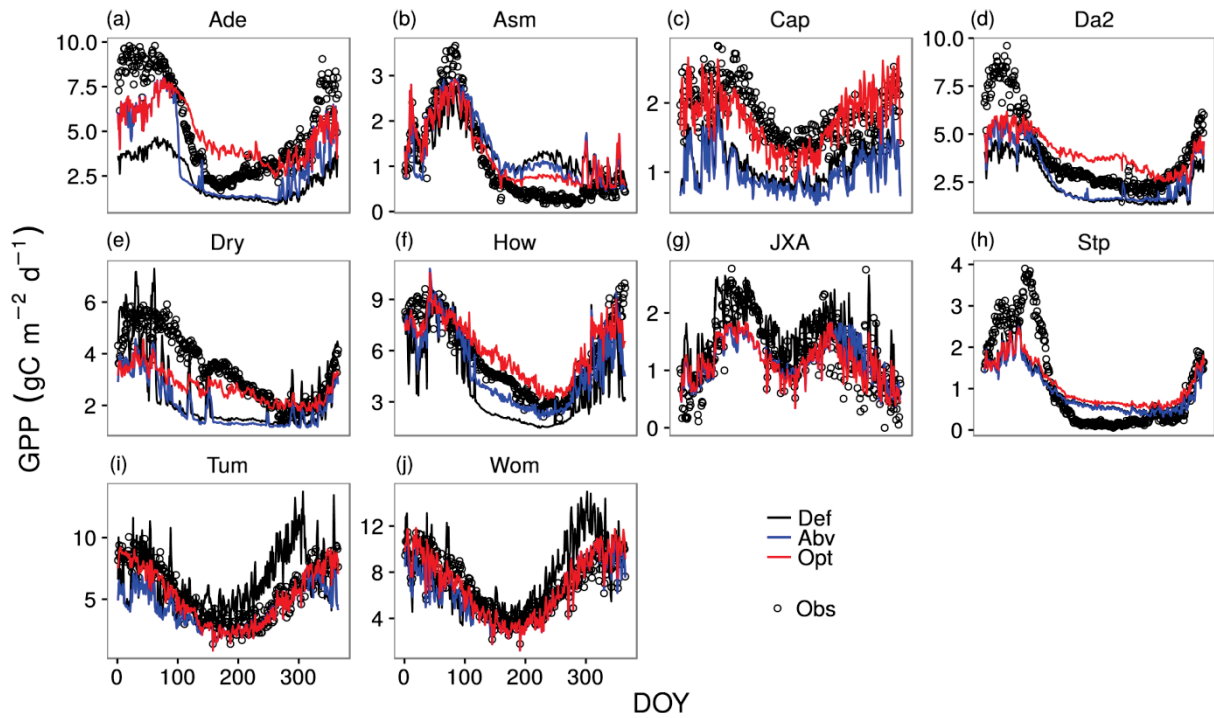 (a) Ade (b) Asm (c) Cap (d) Da2
10.0 7.5 5.0 2.5
3 2 1 0
2 1
10.0 7.5 5.0 2.5
(e) Dry (f) How (g) JXA (h) Stp
6 4 2
9 6 3
2 1 0
4 3 2 1 0
GPP (gC m−2 d−1)
(i) Tum (j) Wom
10 5
12 8 4
Def
Abv
Opt
Obs
0 100 200 300 0 100 200 300
DOY